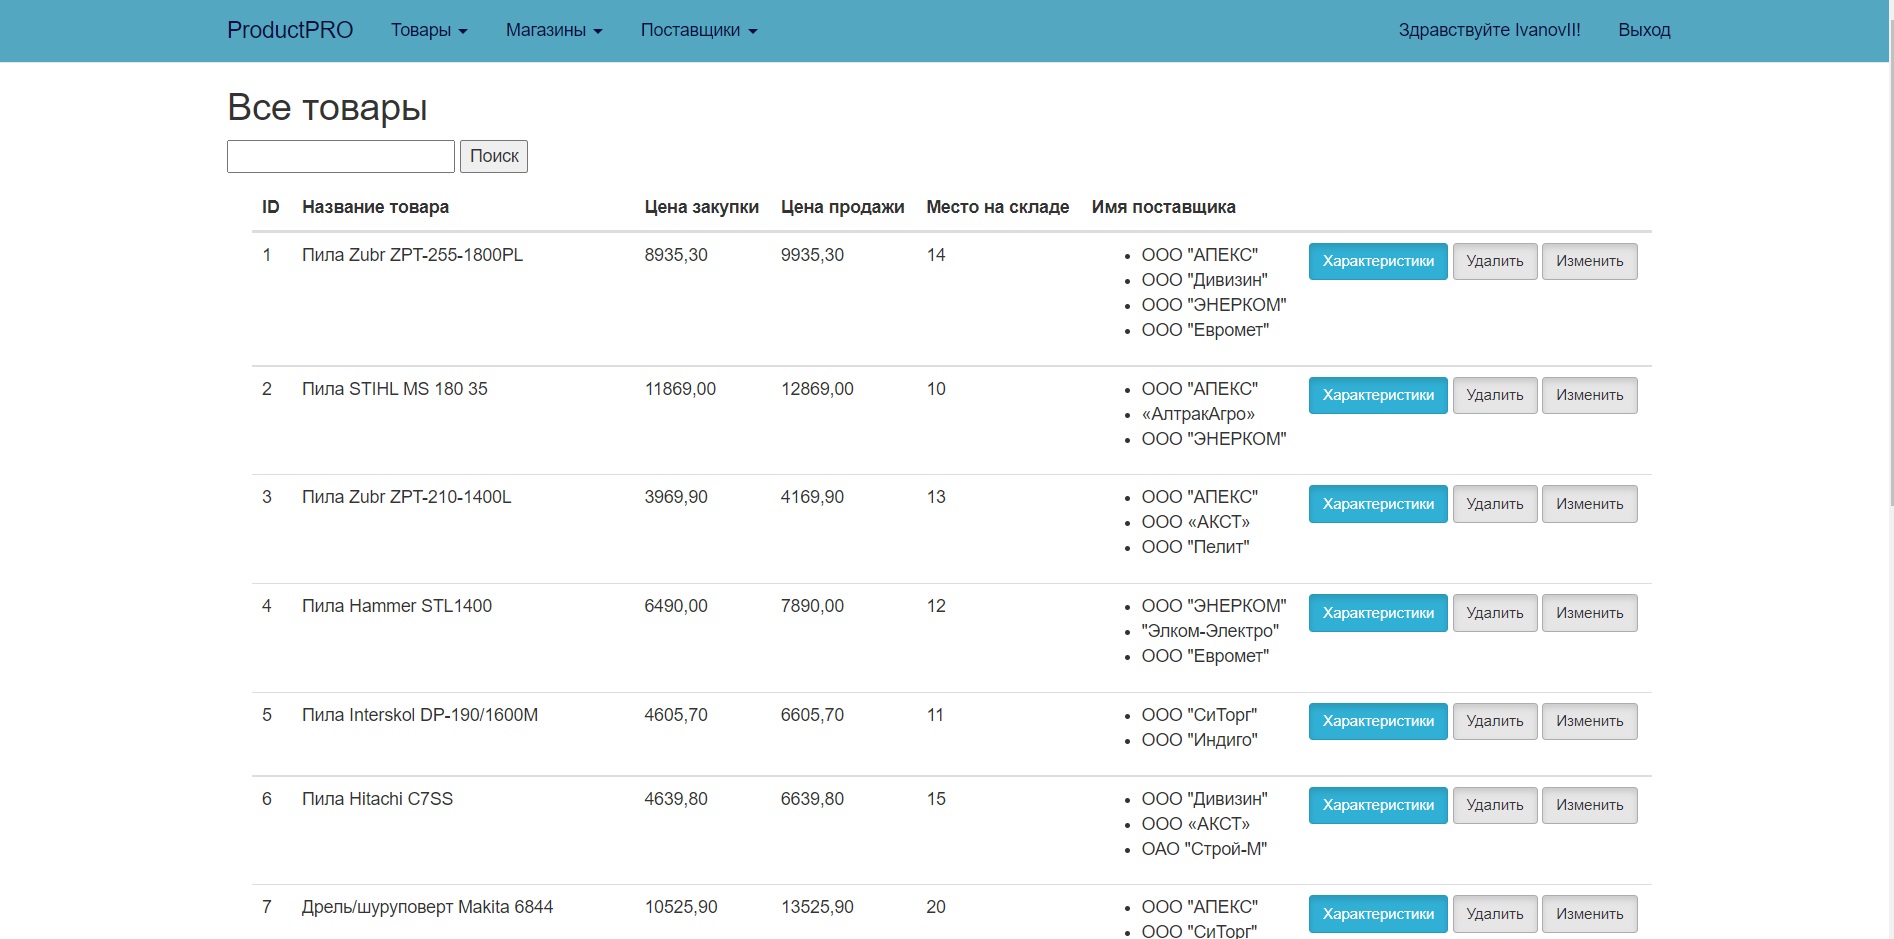 ProductPRO Товары Магазины Поставщики Здравствуйте IvanovII! Выход
Все товары
Поиск
ID Название товара Цена закупки Цена продажи Место на складе Имя поставщика
1 Пила Zubr ZPT-255-1800PL 8935,30 9935,30 14 ООО "АПЕКС" Характеристики Удалить Изменить
ООО "Дивизин"
ООО "ЭНЕРКОМ"
ООО "Евромет"
2 Пила STIHL MS 180 35 11869,00 12869,00 10 ООО "АПЕКС" Характеристики Удалить Изменить
«АлтракАгро»
ООО "ЭНЕРКОМ"
3 Пила Zubr ZPT-210-1400L 3969,90 4169,90 13 ООО "АПЕКС" Характеристики Удалить Изменить
ООО «АКСТ»
ООО "Пелит"
4 Пила Hammer STL1400 6490,00 7890,00 12 ООО "ЭНЕРКОМ" Характеристики Удалить Изменить
"Элком-Электро"
ООО "Евромет"
5 Пила Interskol DP-190/1600M 4605,70 6605,70 11 ООО "СиТорг" Характеристики Удалить Изменить
ООО "Индиго"
6 Пила Hitachi C7SS 4639,80 6639,80 15 ООО "Дивизин" Характеристики Удалить Изменить
ООО «АКСТ»
ОАО "Строй-М"
7 Дрель/шуруповерт Makita 6844 10525,90 13525,90 20 ООО "АПЕКС" Характеристики Удалить Изменить
ООО "СиТорг"